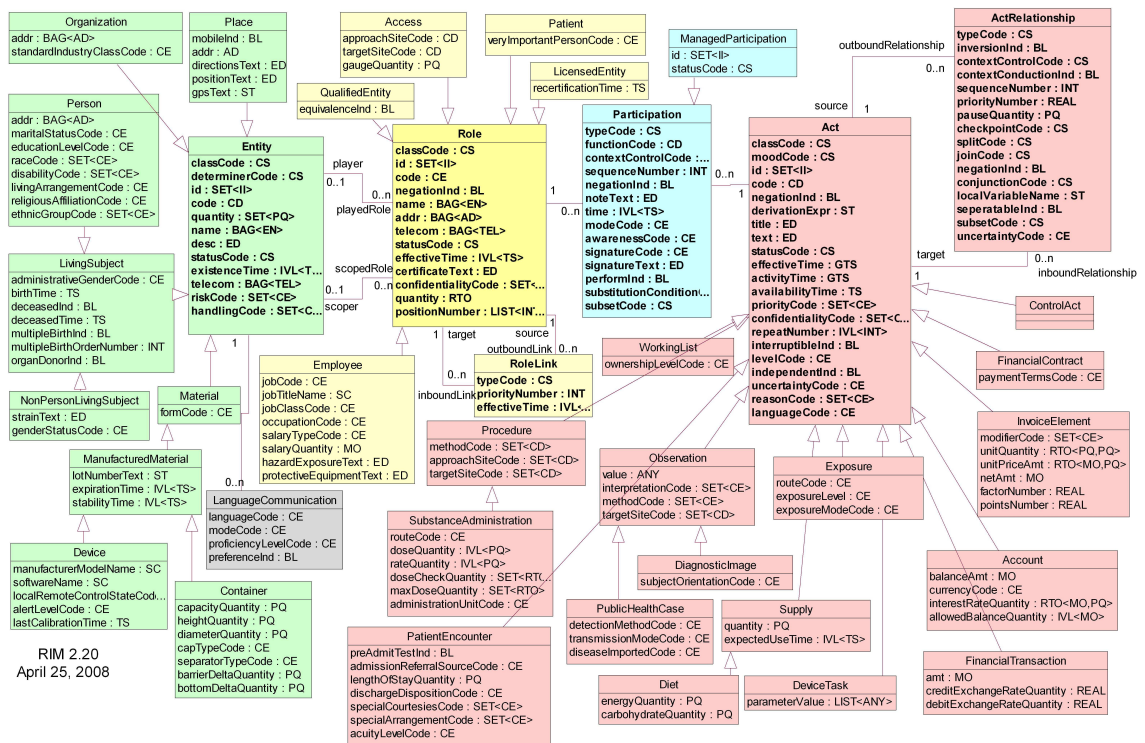 Organization
addr : BAG<AD>
standardIndustryClassCode : CE
Place
mobileInd : BL
addr : AD
directionsText : ED
positionText : ED
gpsText : ST
Access
approachSiteCode : CD
targetSiteCode : CD
gaugeQuantity : PQ
Patient
veryImportantPersonCode : CE
ManagedParticipation
id : SET<II>
statusCode : CS
ActRelationship
typeCode : CS
inversionInd : BL
contextControlCode : CS
contextConductionInd : BL
sequenceNumber : INT
priorityNumber : REAL
pauseQuantity : PQ
checkpointCode : CS
splitCode : CS
joinCode : CS
negationInd : BL
conjunctionCode : CS
localVariableName : ST
seperatableInd : BL
subsetCode : CS
uncertaintyCode : CE
outboundRelationship
0..n
source
1
LicensedEntity
recertificationTime : TS
QualifiedEntity
equivalenceInd : BL
Person
addr : BAG<AD>
maritalStatusCode : CE
educationLevelCode : CE
raceCode : SET<CE>
disabilityCode : SET<CE>
livingArrangementCode : CE
religiousAffiliationCode : CE
ethnicGroupCode : SET<CE>
Entity
classCode : CS
determinerCode : CS
id : SET<II>
code : CD
quantity : SET<PQ>
name : BAG<EN>
desc : ED
statusCode : CS
existenceTime : IVL<T...
telecom : BAG<TEL>
riskCode : SET<CE>
handlingCode : SET<C...
player
0..1
0..n
playedRole
scopedRole
0..n
0..1
scoper
Role
classCode : CS
id : SET<II>
code : CE
negationInd : BL
name : BAG<EN>
addr : BAG<AD>
telecom : BAG<TEL>
statusCode : CS
effectiveTime : IVL<TS>
certificateText : ED
confidentialityCode : SET<...
quantity : RTO
positionNumber : LIST<IN'...
1
0..n
Participation
typeCode : CS
functionCode : CD
contextControlCode :...
sequenceNumber : INT
negationInd : BL
noteText : ED
time : IVL<TS>
modeCode : CE
awarenessCode : CE
signatureCode : CE
signatureText : ED
performInd : BL
substitutionCondition...
subsetCode : CS
0..n
1
Act
classCode : CS
moodCode : CS
id : SET<II>
code : CD
negationInd : BL
derivationExpr : ST
title : ED
text : ED
statusCode : CS
effectiveTime : GTS
activityTime : GTS
availabilityTime : TS
priorityCode : SET<CE>
confidentialityCode : SET<C...
repeatNumber : IVL<INT>
interruptibleInd : BL
levelCode : CE
independentInd : BL
uncertaintyCode : CE
reasonCode : SET<CE>
languageCode : CE
target
1
0..n
inboundRelationship
LivingSubject
administrativeGenderCode : CE
birthTime : TS
deceasedInd : BL
deceasedTime : TS
multipleBirthInd : BL
multipleBirthOrderNumber : INT
organDonorInd : BL
NonPersonLivingSubject
strainText : ED
genderStatusCode : CE
Material
formCode : CE
1
0..n
Employee
jobCode : CE
jobTitleName : SC
jobClassCode : CE
occupationCode : CE
salaryTypeCode : CE
salaryQuantity : MO
hazardExposureText : ED
protectiveEquipmentText : ED
1
target
0..n
inboundLink
1
source
outboundLink
0..n
RoleLink
typeCode : CS
priorityNumber : INT
effectiveTime : IVL<...
WorkingList
ownershipLevelCode : CE
ControlAct
FinancialContract
paymentTermsCode : CE
InvoiceElement
modifierCode : SET<CE>
unitQuantity : RTO<PQ,PQ>
unitPriceAmt : RTO<MO,PQ>
netAmt : MO
factorNumber : REAL
pointsNumber : REAL
Procedure
methodCode : SET<CD>
approachSiteCode : SET<CD>
targetSiteCode : SET<CD>
Observation
value : ANY
interpretationCode : SET<CE>
methodCode : SET<CE>
targetSiteCode : SET<CD>
Exposure
routeCode : CE
exposureLevel : CE
exposureModeCode : CE
ManufacturedMaterial
lotNumberText : ST
expirationTime : IVL<TS>
stabilityTime : IVL<TS>
LanguageCommunication
languageCode : CE
modeCode : CE
proficiencyLevelCode : CE
preferenceInd : BL
SubstanceAdministration
routeCode : CE
doseQuantity : IVL<PQ>
rateQuantity : IVL<PQ>
doseCheckQuantity : SET<RT(...
maxDoseQuantity : SET<RTO>
administrationUnitCode : CE
DiagnosticImage
subjectOrientationCode : CE
Account
balanceAmt : MO
currencyCode : CE
interestRateQuantity : RTO<MO,PQ>
allowedBalanceQuantity : IVL<MO>
Device
manufacturerModelName : SC
softwareName : SC
localRemoteControlStateCod...
alertLevelCode : CE
lastCalibrationTime : TS
Container
capacityQuantity : PQ
heightQuantity : PQ
diameterQuantity : PQ
capTypeCode : CE
separatorTypeCode : CE
barrierDeltaQuantity : PQ
bottomDeltaQuantity : PQ
PublicHealthCase
detectionMethodCode : CE
transmissionModeCode : CE
diseaseImportedCode : CE
Supply
quantity : PQ
expectedUseTime : IVL<TS>
PatientEncounter
preAdmitTestInd : BL
admissionReferralSourceCode : CE
lengthOfStayQuantity : PQ
dischargeDispositionCode : CE
specialCourtesiesCode : SET<CE>
specialArrangementCode : SET<CE>
acuityLevelCode : CE
Diet
energyQuantity : PQ
carbohydrateQuantity : PQ
DeviceTask
parameterValue : LIST<ANY>
FinancialTransaction
amt : MO
creditExchangeRateQuantity : REAL
debitExchangeRateQuantity : REAL
RIM 2.20
April 25, 2008